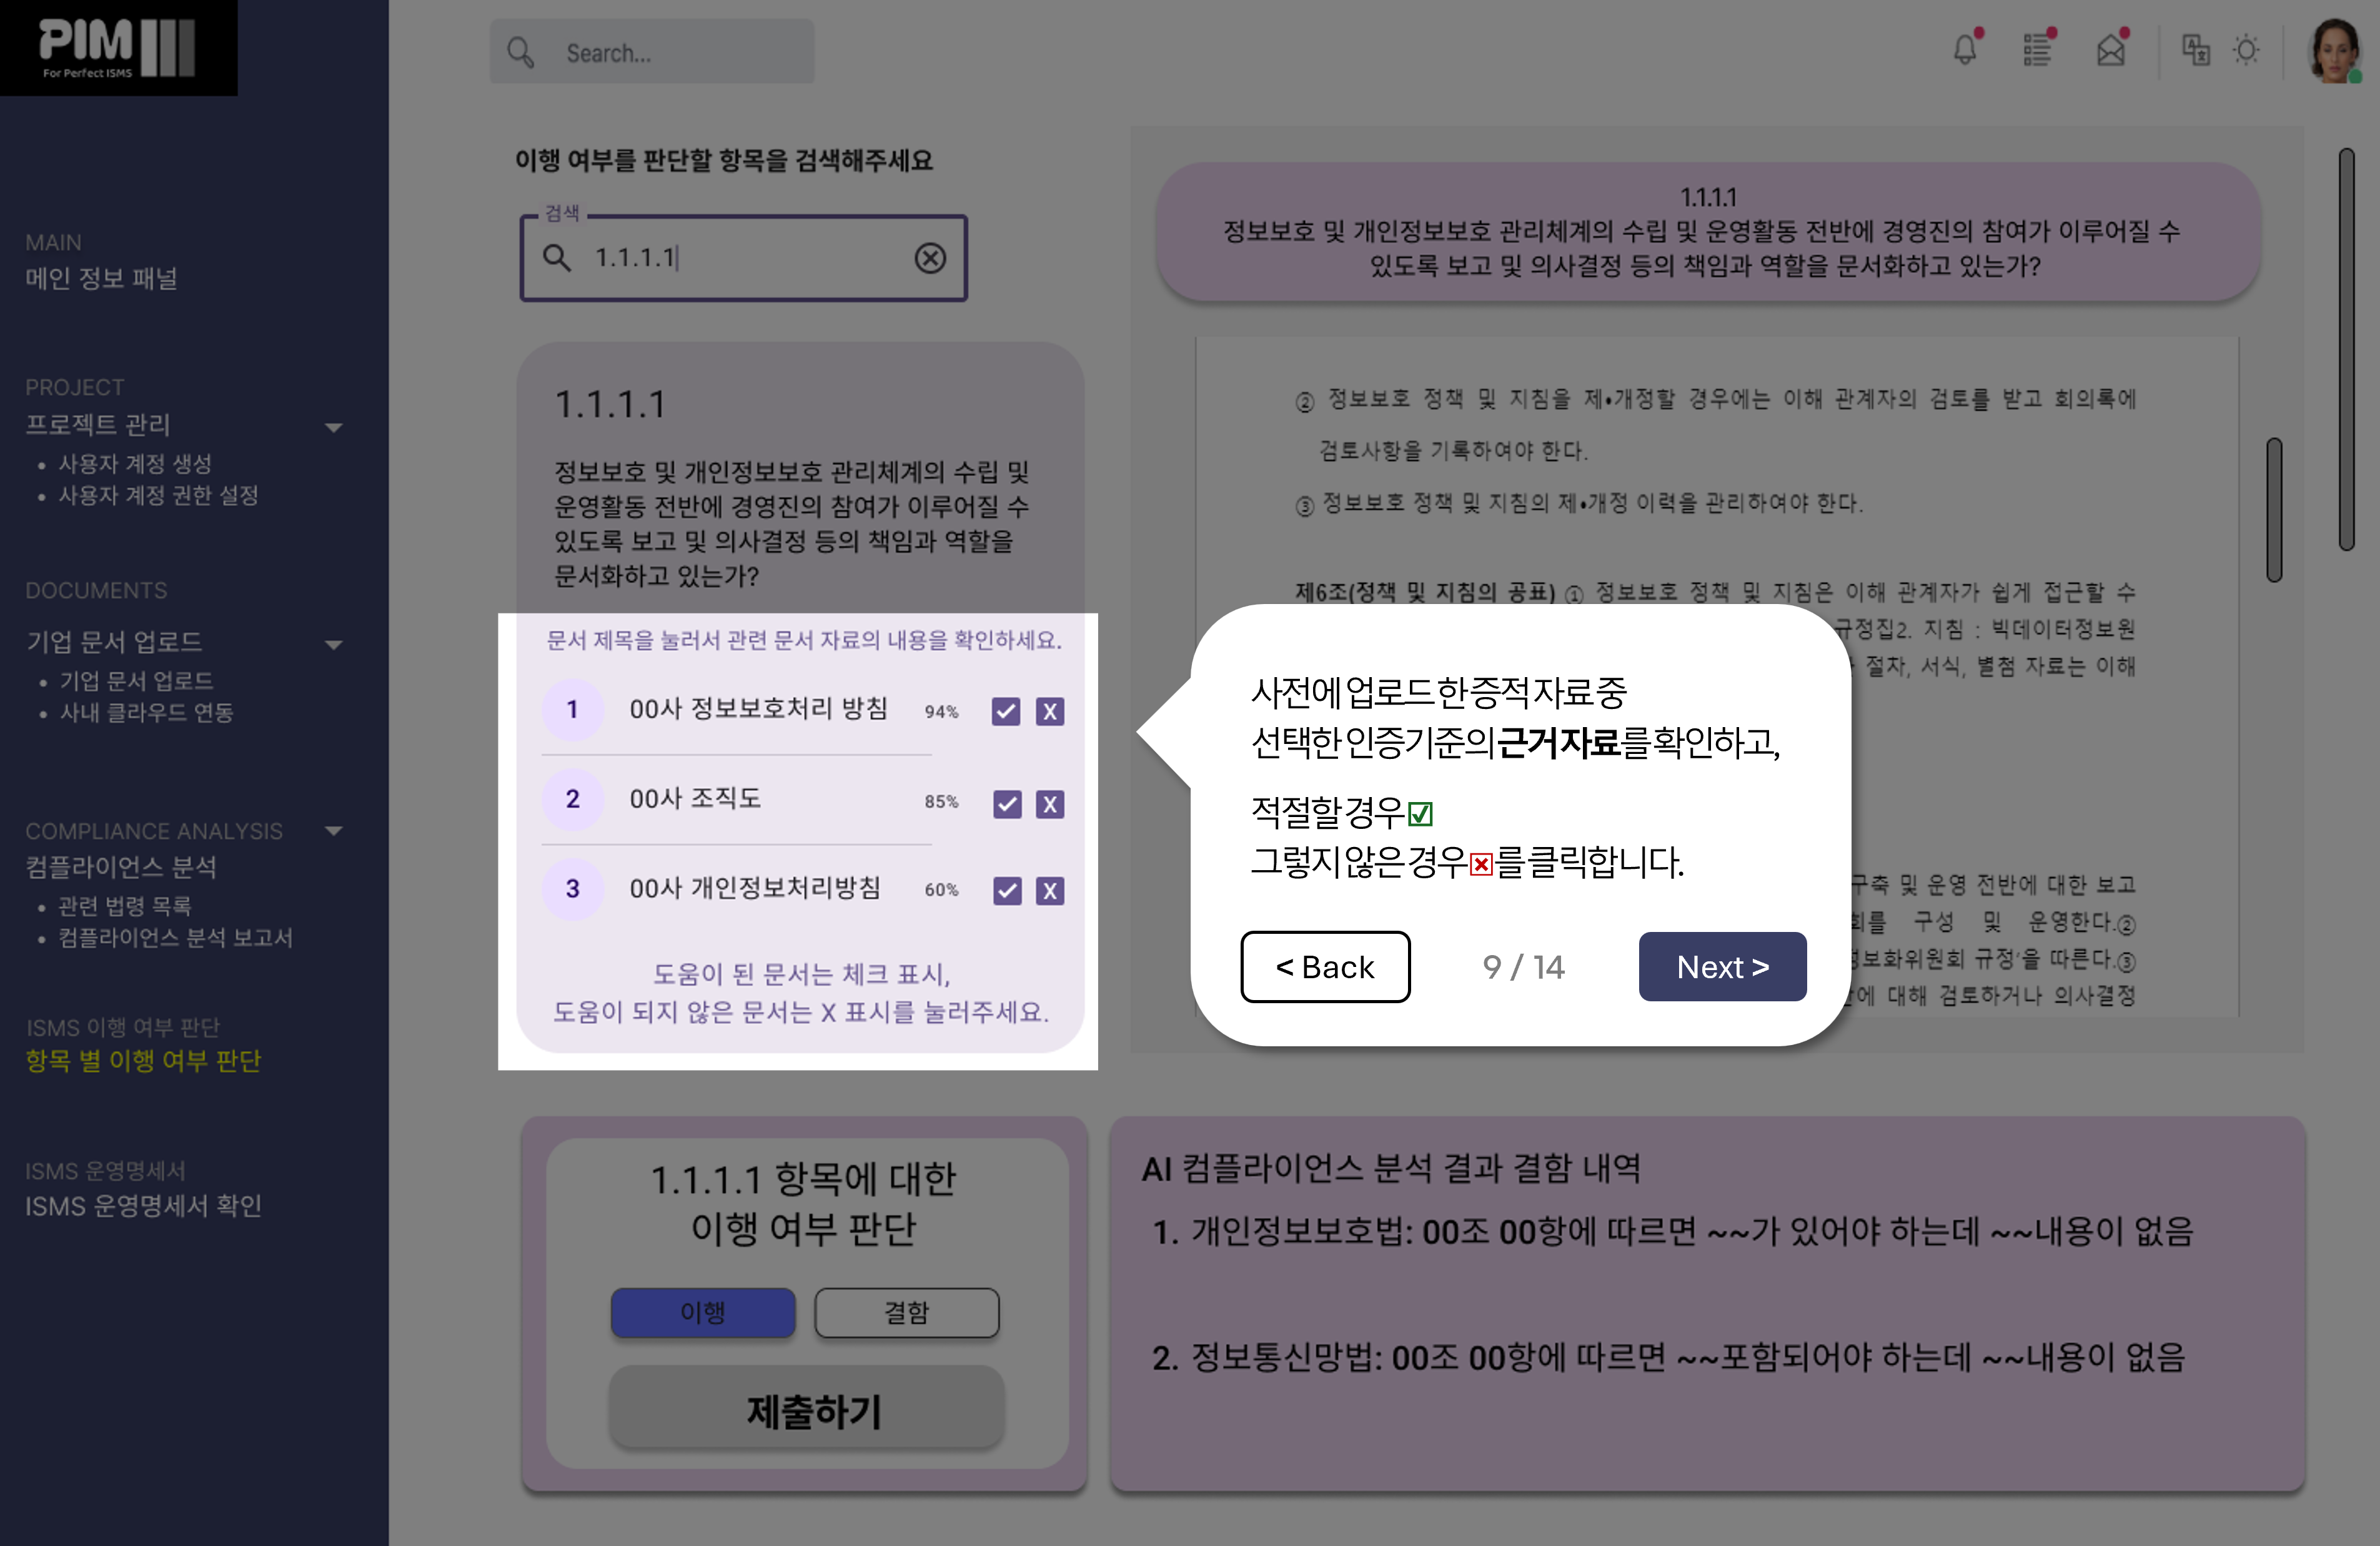 PIM
For Perfect ISMS
Search...
MAIN
메인 정보 패널
PROJECT
프로젝트 관리
• 사용자 계정 생성
• 사용자 계정 권한 설정
DOCUMENTS
기업 문서 업로드
• 기업 문서 업로드
• 사내 클라우드 연동
COMPLIANCE ANALYSIS
컴플라이언스 분석
• 관련 법령 목록
• 컴플라이언스 분석 보고서
ISMS 이행 여부 판단
항목 별 이행 여부 판단
ISMS 운영명세서
ISMS 운영명세서 확인
이행 여부를 판단할 항목을 검색해주세요
검색
1.1.1.1
1.1.1.1
정보보호 및 개인정보보호 관리체계의 수립 및
운영활동 전반에 경영진의 참여가 이루어질 수
있도록 보고 및 의사결정 등의 책임과 역할을
문서화하고 있는가?
문서 제목을 눌러서 관련 문서 자료의 내용을 확인하세요.
1 00사 정보보호처리 방침 94% X
2 00사 조직도 85% X
3 00사 개인정보처리방침 60% X
도움이 된 문서는 체크 표시,
도움이 되지 않은 문서는 X 표시를 눌러주세요.
1.1.1.1
정보보호 및 개인정보보호 관리체계의 수립 및 운영활동 전반에 경영진의 참여가 이루어질 수
있도록 보고 및 의사결정 등의 책임과 역할을 문서화하고 있는가?
② 정보보호 정책 및 지침을 제•개정할 경우에는 이해 관계자의 검토를 받고 회의록에
검토사항을 기록하여야 한다.
③ 정보보호 정책 및 지침의 제•개정 이력을 관리하여야 한다.
제6조(정책 및 지침의 공표) ① 정보보호 정책 및 지침은 이해 관계자가 쉽게 접근할 수
규정집2. 지침 : 빅데이터정보원
절차, 서식, 별첨 자료는 이해
구축 및 운영 전반에 대한 보고
회를 구성 및 운영한다.②
정보화위원회 규정'을 따른다.③
에 대해 검토하거나 의사결정
사전에 업로드 한 증적 자료 중
선택한 인증기준의 근거 자료를 확인하고,
적절할 경우 ☑
그렇지 않은 경우 ☒를 클릭합니다.
< Back
9 / 14
Next >
1.1.1.1 항목에 대한
이행 여부 판단
이행
결함
제출하기
AI 컴플라이언스 분석 결과 결함 내역
1. 개인정보보호법: 00조 00항에 따르면 ~~가 있어야 하는데 ~~내용이 없음
2. 정보통신망법: 00조 00항에 따르면 ~~포함되어야 하는데 ~~내용이 없음